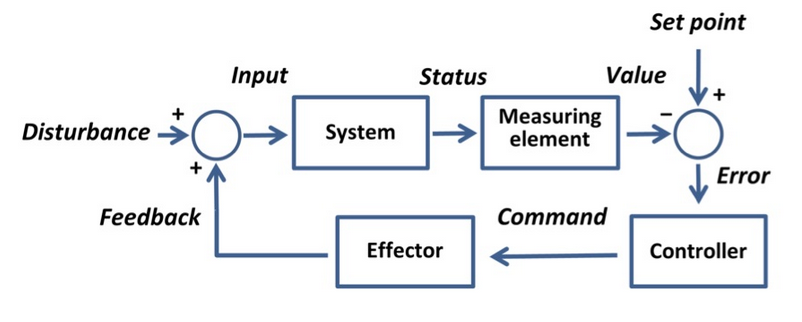 Set point
Input
Status
Value
+
+
−
Disturbance
System
Measuring
element
+
Error
Feedback
Command
Effector
Controller